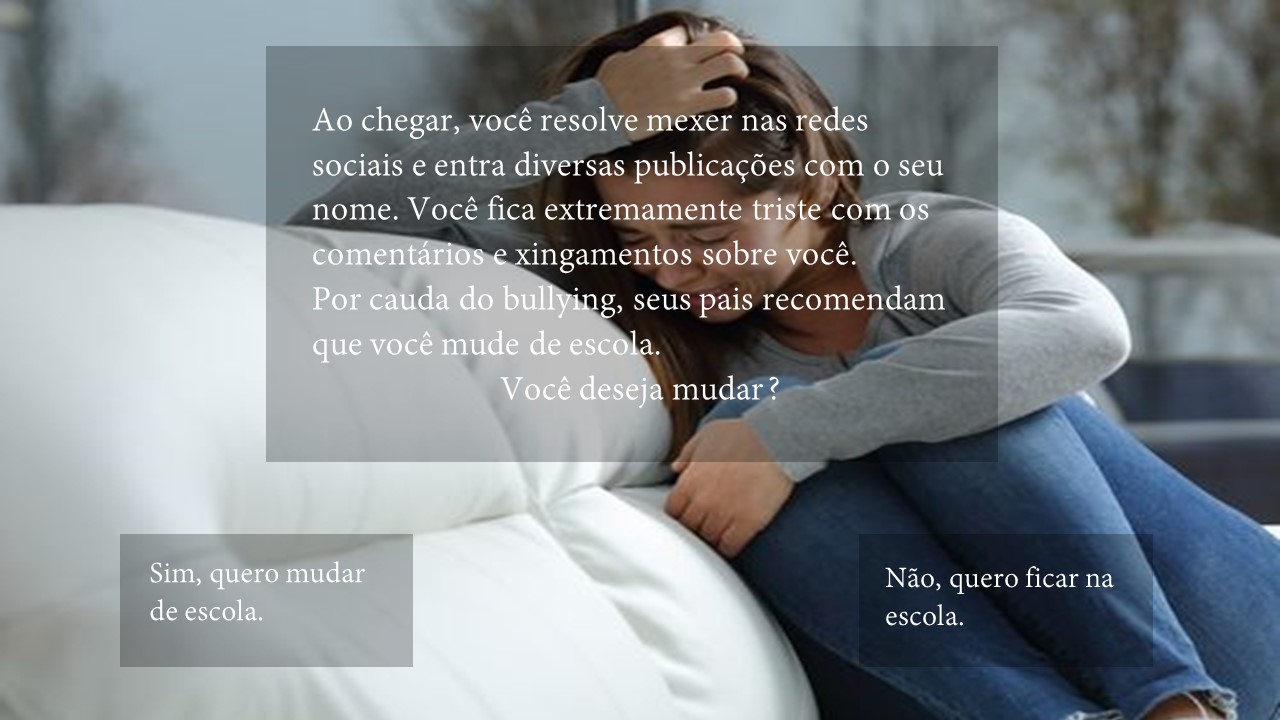 Ao chegar, você resolve mexer nas redes
sociais e entra diversas publicações com o seu
nome. Você fica extremamente triste com os
comentários e xingamentos sobre você.
Por cauda do bullying, seus pais recomendam
que você mude de escola.
Você deseja mudar?
Sim, quero mudar
de escola.
Não, quero ficar na
escola.